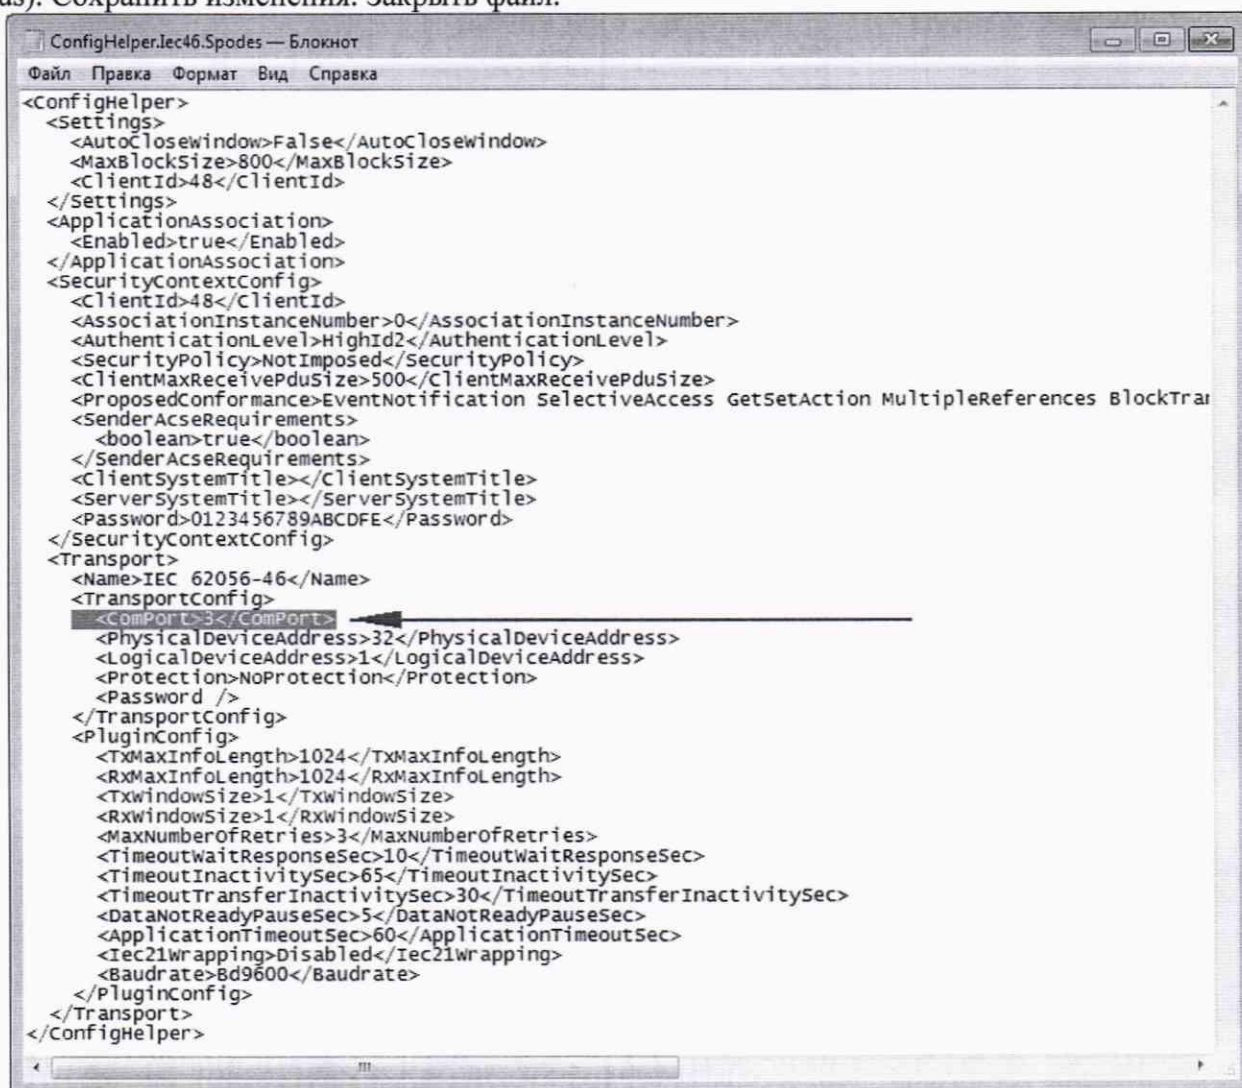 Сохранить изменения. Закрыть файл.
ConfigHelper.Iec46.Spodes — Блокнот
Файл Правка Формат Вид Справка
<ConfigHelper>
<Settings>
<AutoCloseWindow>False</AutoCloseWindow>
<MaxBlockSize>800</MaxBlockSize>
<ClientId>48</ClientId>
</Settings>
<ApplicationAssociation>
<Enabled>true</Enabled>
</ApplicationAssociation>
<SecurityContextConfig>
<ClientId>48</ClientId>
<AssociationInstanceNumber>0</AssociationInstanceNumber>
<AuthenticationLevel>HighId2</AuthenticationLevel>
<SecurityPolicy>NotImposed</SecurityPolicy>
<ClientMaxReceivePduSize>500</ClientMaxReceivePduSize>
<ProposedConformance>EventNotification SelectiveAccess GetSetAction MultipleReferences BlockTran
<SenderAcseRequirements>
<boolean>true</boolean>
</SenderAcseRequirements>
<ClientSystemTitle></ClientSystemTitle>
<ServerSystemTitle></ServerSystemTitle>
<Password>0123456789ABCDFE</Password>
</SecurityContextConfig>
<Transport>
<Name>IEC 62056-46</Name>
<TransportConfig>
<ComPort>3</ComPort>
<PhysicalDeviceAddress>32</PhysicalDeviceAddress>
<LogicalDeviceAddress>1</LogicalDeviceAddress>
<Protection>NoProtection</Protection>
<Password />
</TransportConfig>
<PluginConfig>
<TxMaxInfoLength>1024</TxMaxInfoLength>
<RxMaxInfoLength>1024</RxMaxInfoLength>
<TxWindowSize>1</TxWindowSize>
<RxWindowSize>1</RxWindowSize>
<MaxNumberOfRetries>3</MaxNumberOfRetries>
<TimeoutWaitResponseSec>10</TimeoutWaitResponseSec>
<TimeoutInactivitySec>65</TimeoutInactivitySec>
<TimeoutTransferInactivitySec>30</TimeoutTransferInactivitySec>
<DataNotReadyPauseSec>5</DataNotReadyPauseSec>
<ApplicationTimeoutSec>60</ApplicationTimeoutSec>
<Iec21Wrapping>Disabled</Iec21Wrapping>
<Baudrate>Bd9600</Baudrate>
</PluginConfig>
</Transport>
</ConfigHelper>